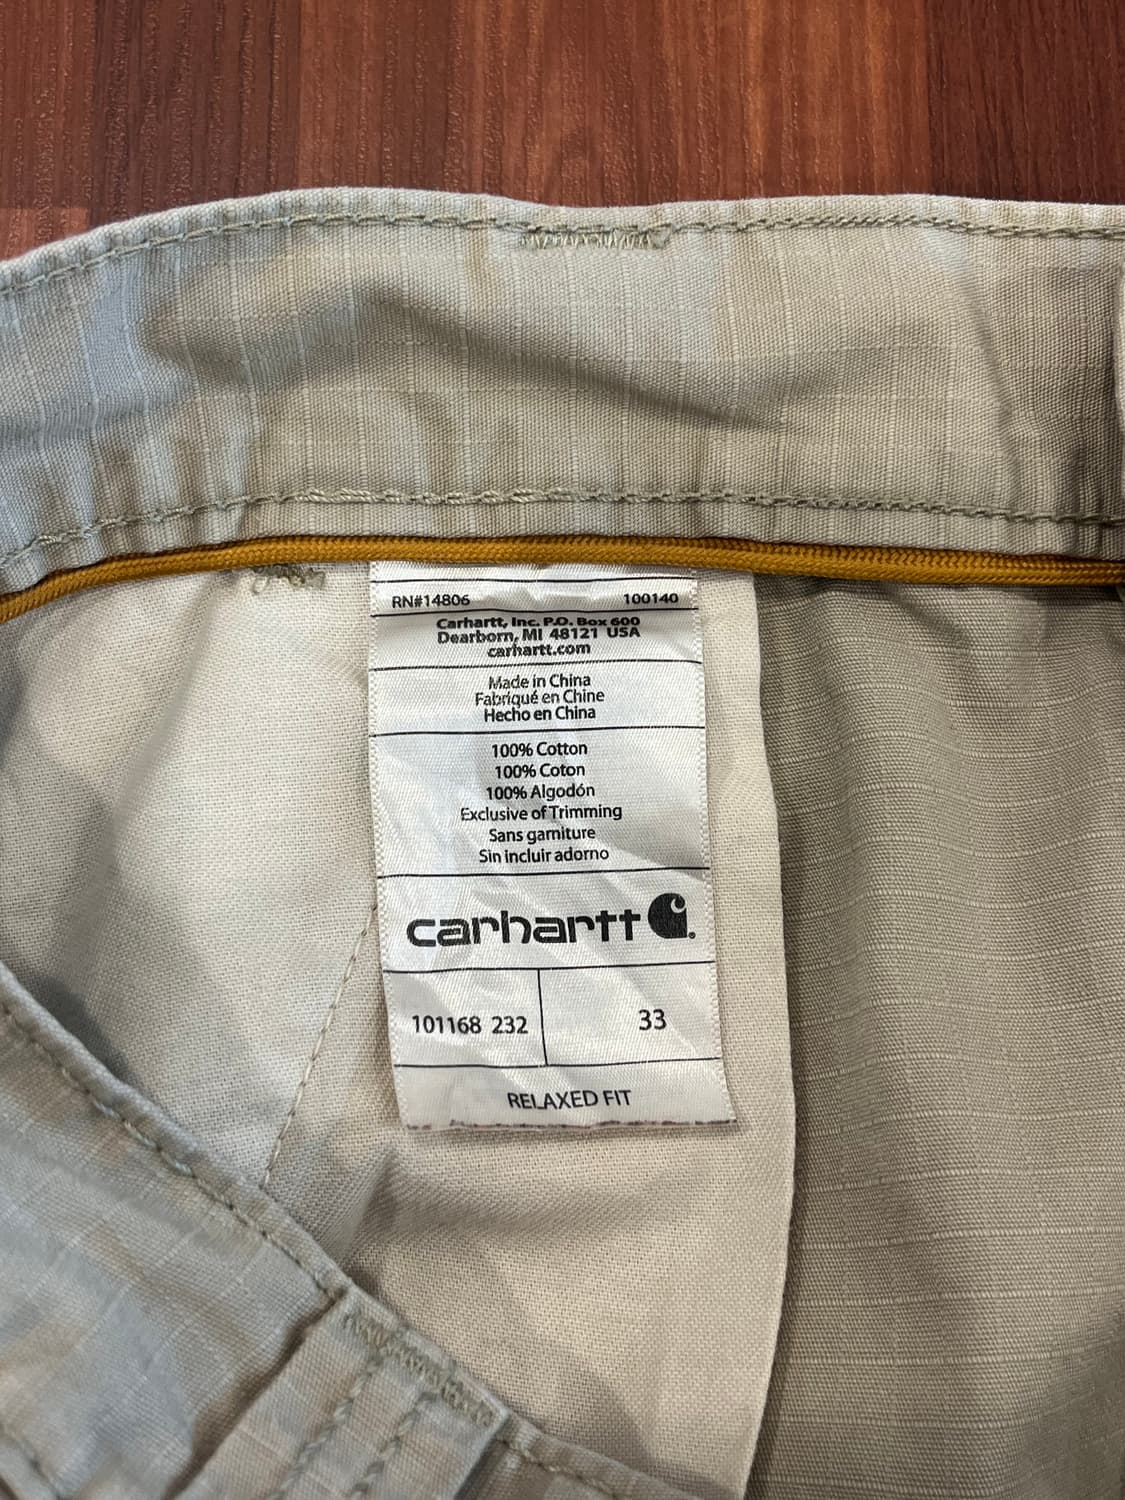 RN#14806 100140
Carhartt, Inc. P.O. Box 600
Dearborn, MI 48121 USA
carhartt.com
Made in China
Fabriqué en Chine
Hecho en China
100% Cotton
100% Coton
100% Algodón
Exclusive of Trimming
Sans garniture
Sin incluir adorno
carhartt
101168 232 33
RELAXED FIT